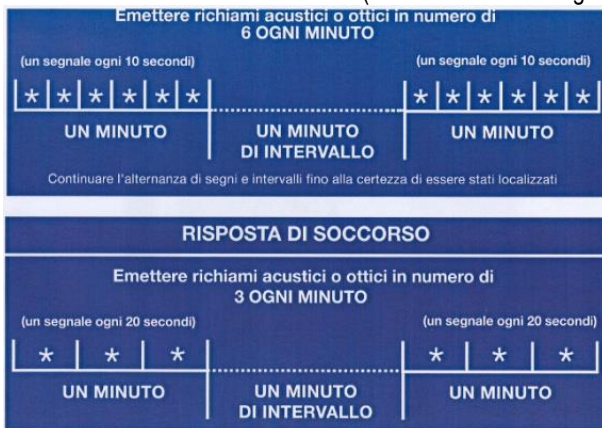 Emettere richiami acustici o ottici in numero di
6 OGNI MINUTO
(un segnale ogni 10 secondi) (un segnale ogni 10 secondi)
* * * * * * * * * * * *
UN MINUTO UN MINUTO UN MINUTO
DI INTERVALLO
Continuare l'alternanza di segni e intervalli fino alla certezza di essere stati localizzati
RISPOSTA DI SOCCORSO
Emettere richiami acustici o ottici in numero di
3 OGNI MINUTO
(un segnale ogni 20 secondi) (un segnale ogni 20 secondi)
* * * * * *
UN MINUTO UN MINUTO UN MINUTO
DI INTERVALLO